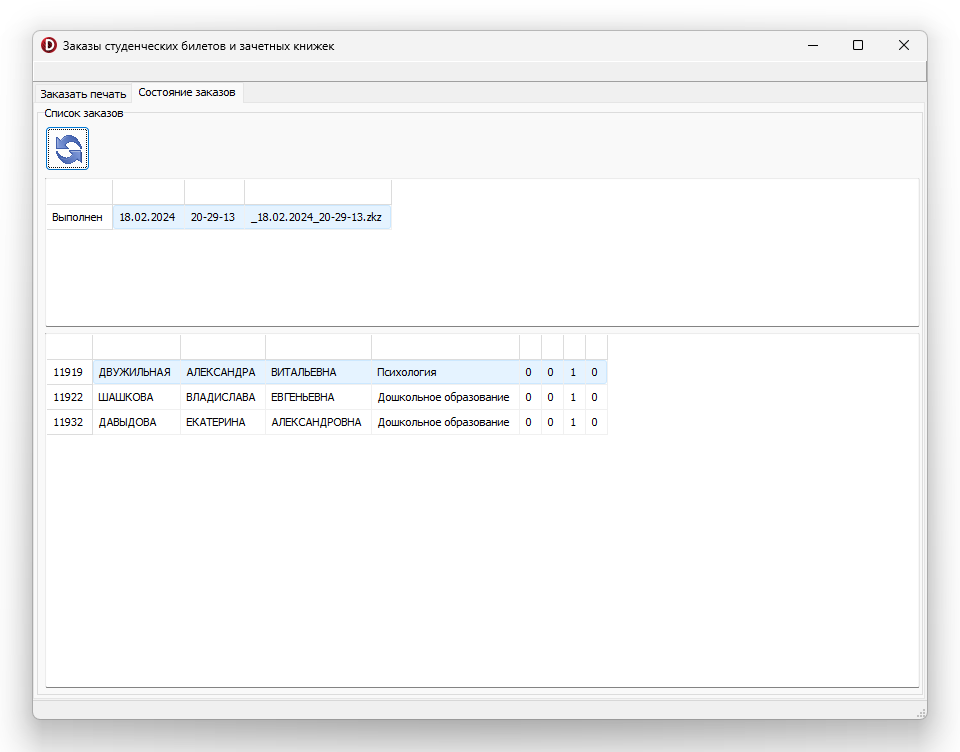 Заказы студенческих билетов и зачетных книжек
Заказать печать Состояние заказов
Список заказов
Выполнен 18.02.2024 20-29-13 _18.02.2024_20-29-13.zkz
11919 ДВУЖИЛЬНАЯ АЛЕКСАНДРА ВИТАЛЬЕВНА Психология 0 0 1 0
11922 ШАШКОВА ВЛАДИСЛАВА ЕВГЕНЬЕВНА Дошкольное образование 0 0 1 0
11932 ДАВЫДОВА ЕКАТЕРИНА АЛЕКСАНДРОВНА Дошкольное образование 0 0 1 0